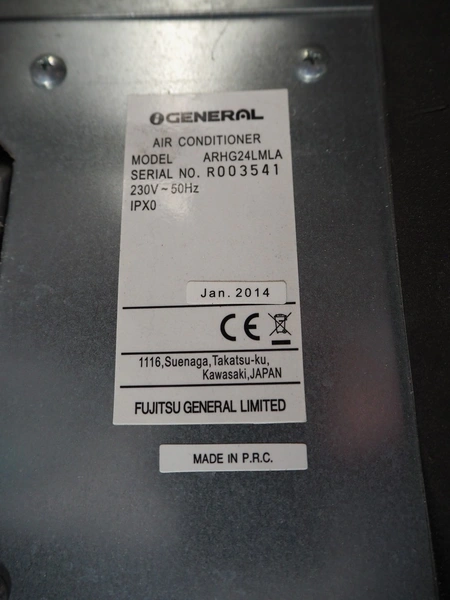 GENERAL
AIR CONDITIONER
MODEL ARHG24LMLA
SERIAL NO. R003541
230V ~ 50Hz
IPX0
Jan. 2014
CE
1116,Suenaga,Takatsu-ku,
Kawasaki,JAPAN
FUJITSU GENERAL LIMITED
MADE IN P.R.C.